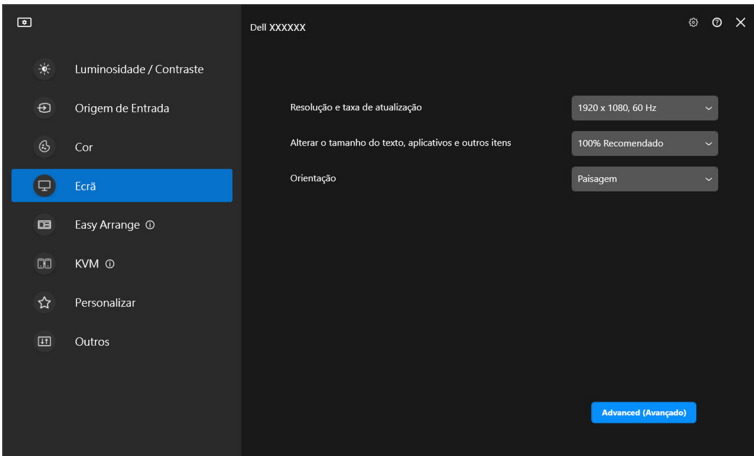 Dell XXXXXX
Luminosidade / Contraste
Origem de Entrada
Cor
Ecrã
Easy Arrange
KVM
Personalizar
Outros
Resolução e taxa de atualização
1920 x 1080, 60 Hz
Alterar o tamanho do texto, aplicativos e outros itens
100% Recomendado
Orientação
Paisagem
Advanced (Avançado)